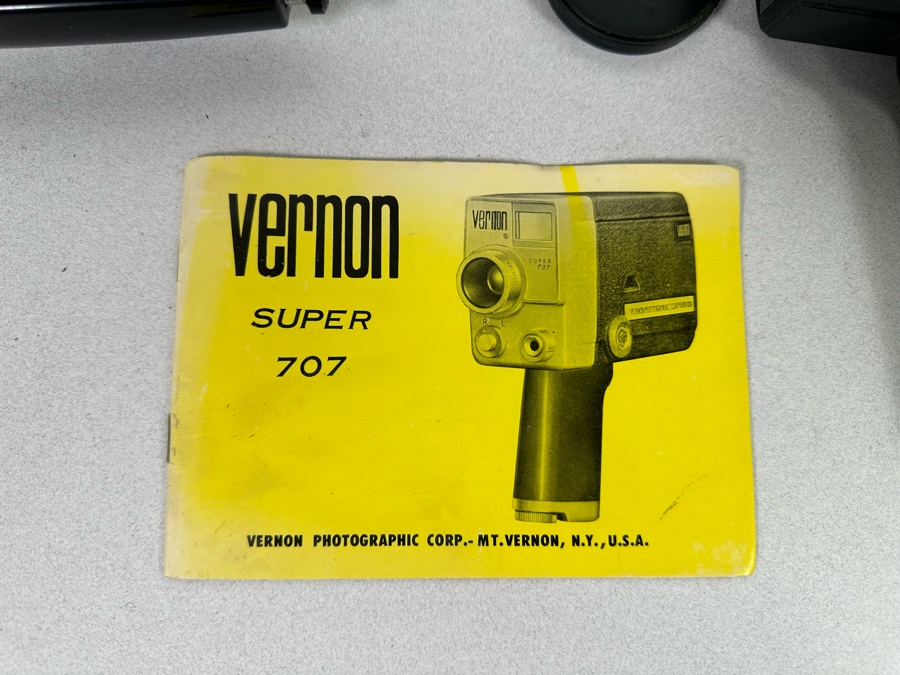 vernon
SUPER
707
vernon
SUPER
707
VERNON PHOTOGRAPHIC CORP.- MT.VERNON, N.Y., U.S.A.